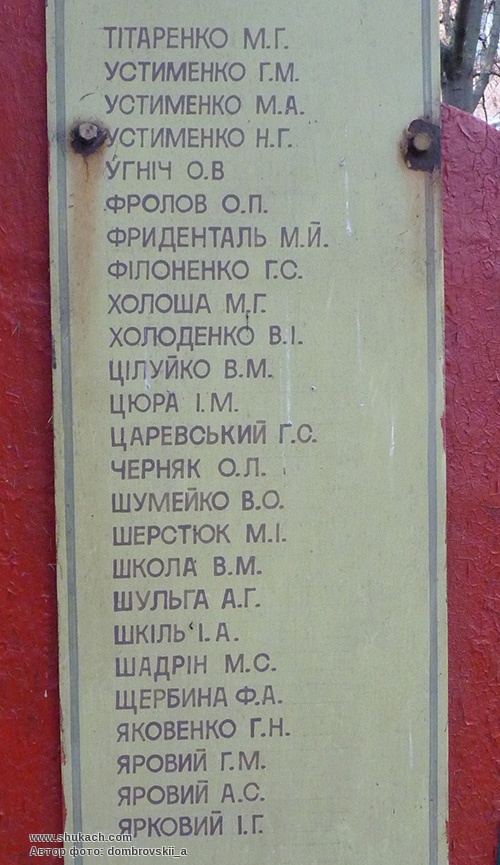 ТІТАРЕНКО М.Г.
УСТИМЕНКО Г.М.
УСТИМЕНКО М.А.
УСТИМЕНКО Н.Г.
УГНІЧ О.В
ФРОЛОВ О.П.
ФРИДЕНТАЛЬ М.Й.
ФІЛОНЕНКО Г.С.
ХОЛОША М.Г.
ХОЛОДЕНКО В.І.
ЦІЛУЙКО В.М.
ЦЮРА І.М.
ЦАРЕВСЬКИЙ Г.С.
ЧЕРНЯК О.Л.
ШУМЕЙКО В.О.
ШЕРСТЮК М.І.
ШКОЛА В.М.
ШУЛЬГА А.Г.
ШКІЛЬ І.А.
ШАДРІН М.С.
ЩЕРБИНА Ф.А.
ЯКОВЕНКО Г.Н.
ЯРОВИЙ Г.М.
ЯРОВИЙ А.С.
ЯРКОВИЙ І.Г.
www.shukach.com
Автор фото: dombrovskii_a